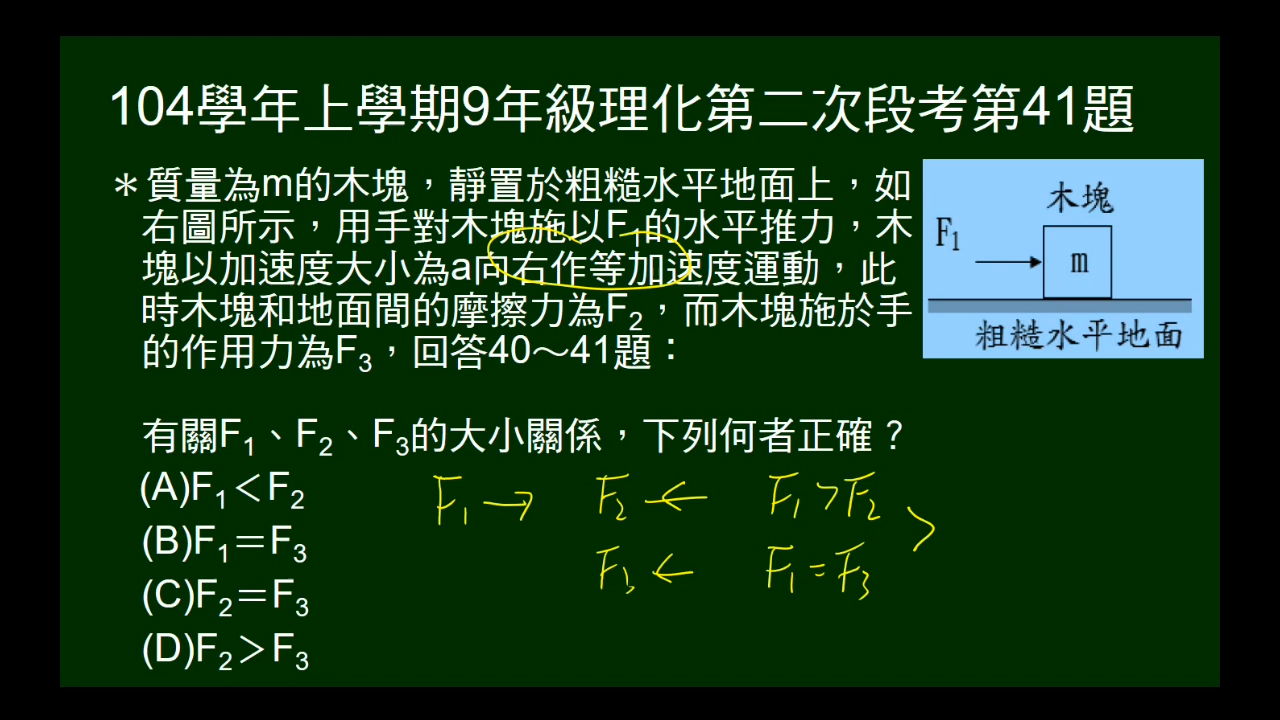 104學年上學期9年級理化第二次段考第41題
＊質量為m的木塊，靜置於粗糙水平地面上，如
右圖所示，用手對木塊施以F₁的水平推力，木
塊以加速度大小為a向右作等加速度運動，此
時木塊和地面間的摩擦力為F₂，而木塊施於手
的作用力為F₃，回答40～41題：
木塊
F₁
m
粗糙水平地面
有關F₁、F₂、F₃的大小關係，下列何者正確？
(A)F₁＜F₂
(B)F₁＝F₃
(C)F₂＝F₃
(D)F₂＞F₃
F₁ → F₂ ← F₁ > F₂ >
F₃ ← F₁ = F₃